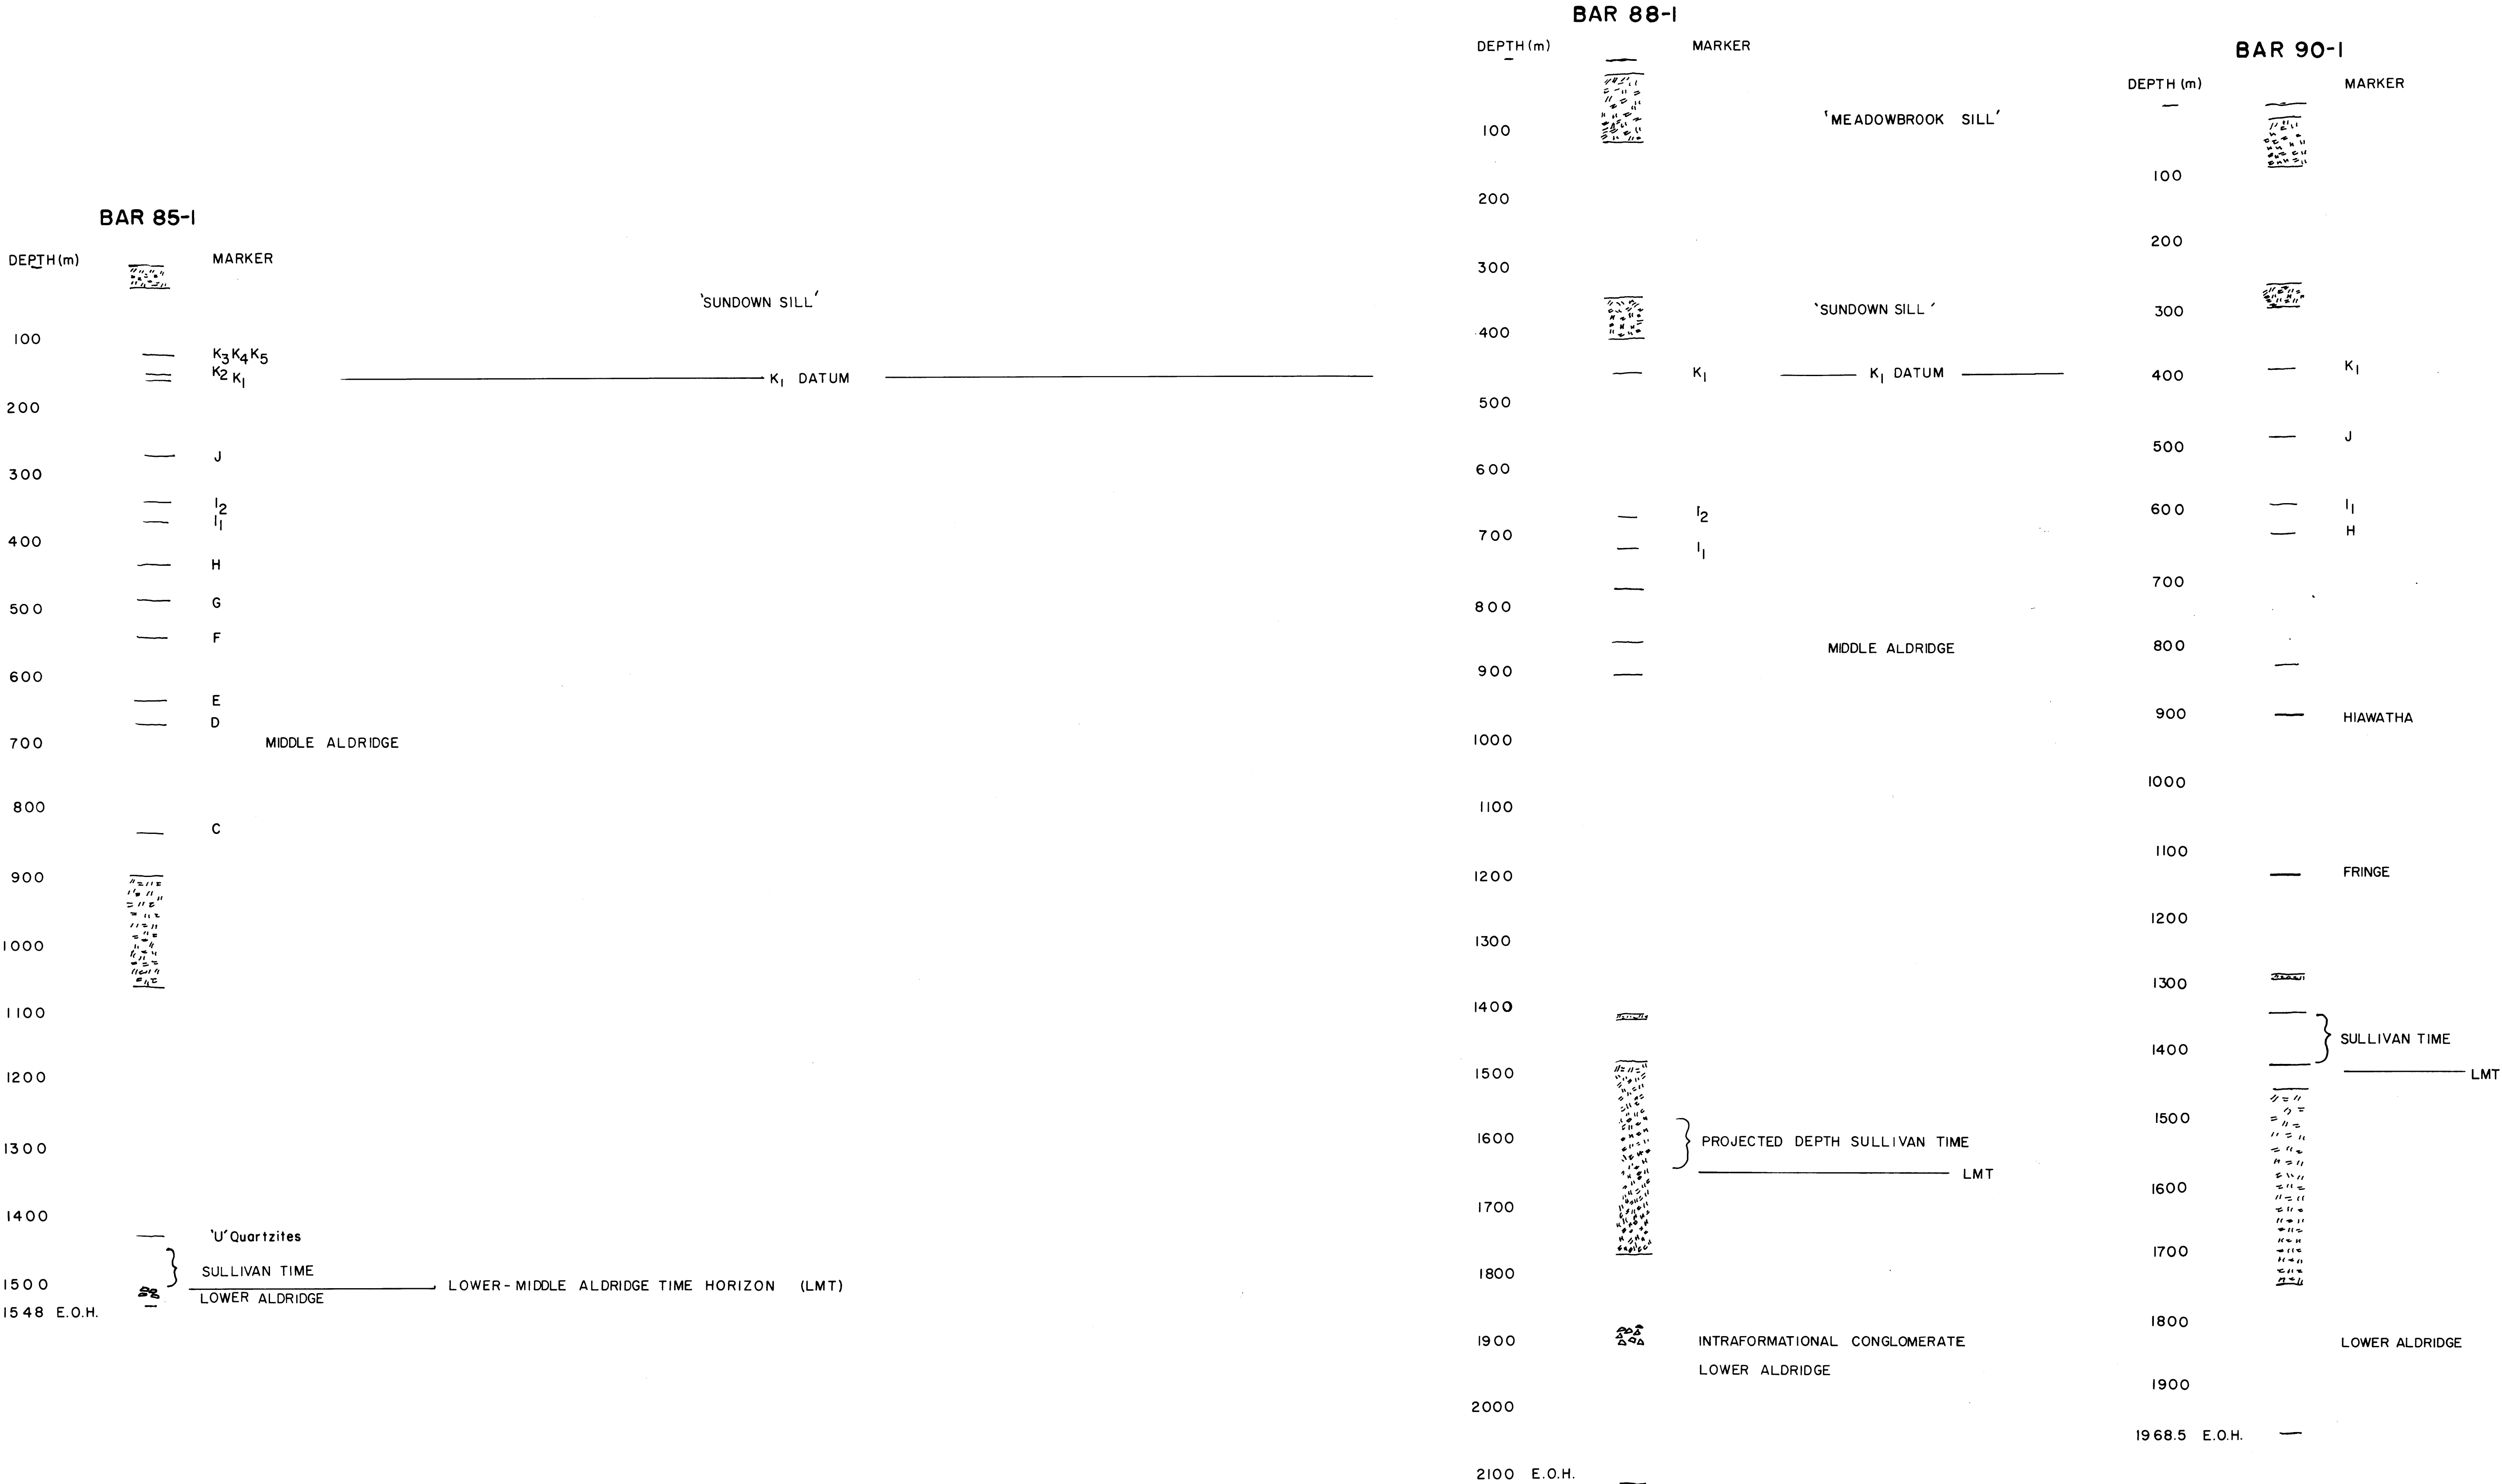 BAR 85-1
DEPTH (m) MARKER
'SUNDOWN SILL'
100
K3 K4 K5
K2 K1
K1 DATUM
200
J
300
I2
I1
400
H
G
500
F
600
E
D
700
MIDDLE ALDRIDGE
800
C
900
1000
1100
1200
1300
1400
'U' Quartzites
SULLIVAN TIME
1500
LOWER-MIDDLE ALDRIDGE TIME HORIZON (LMT)
LOWER ALDRIDGE
1548 E.O.H.
BAR 88-1
DEPTH (m) MARKER
100
'MEADOWBROOK SILL'
200
300
'SUNDOWN SILL'
400
K1
K1 DATUM
500
600
I2
700
I1
800
MIDDLE ALDRIDGE
900
1000
1100
1200
1300
1400
1500
1600
PROJECTED DEPTH SULLIVAN TIME
LMT
1700
1800
1900
INTRAFORMATIONAL CONGLOMERATE
LOWER ALDRIDGE
2000
2100 E.O.H.
BAR 90-1
DEPTH (m) MARKER
100
200
300
K1
400
J
500
I1
600
H
700
800
900
HIAWATHA
1000
1100
FRINGE
1200
1300
SULLIVAN TIME
1400
LMT
1500
1600
1700
1800
LOWER ALDRIDGE
1900
1968.5 E.O.H.